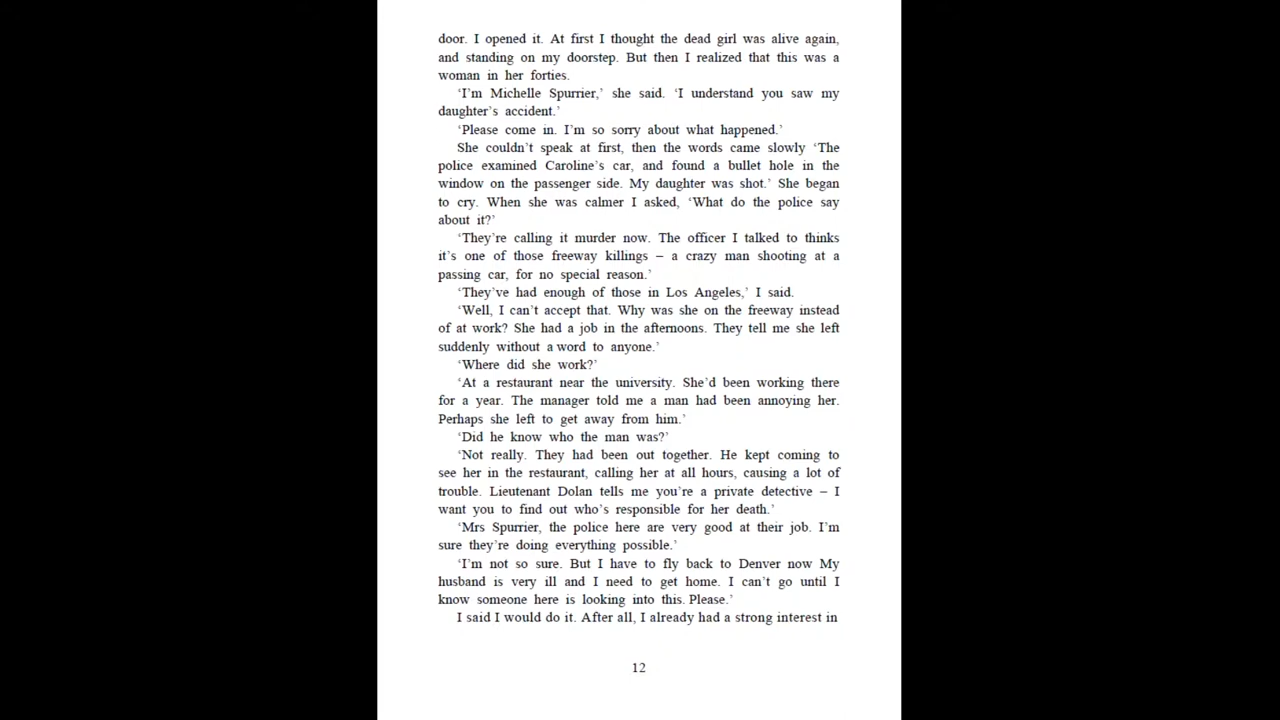 door. I opened it. At first I thought the dead girl was alive again,
and standing on my doorstep. But then I realized that this was a
woman in her forties.
‘I’m Michelle Spurrier,’ she said. ‘I understand you saw my
daughter’s accident.’
‘Please come in. I’m so sorry about what happened.’
She couldn’t speak at first, then the words came slowly ‘The
police examined Caroline’s car, and found a bullet hole in the
window on the passenger side. My daughter was shot.’ She began
to cry. When she was calmer I asked, ‘What do the police say
about it?’
‘They’re calling it murder now. The officer I talked to thinks
it’s one of those freeway killings – a crazy man shooting at a
passing car, for no special reason.’
‘They’ve had enough of those in Los Angeles,’ I said.
‘Well, I can’t accept that. Why was she on the freeway instead
of at work? She had a job in the afternoons. They tell me she left
suddenly without a word to anyone.’
‘Where did she work?’
‘At a restaurant near the university. She’d been working there
for a year. The manager told me a man had been annoying her.
Perhaps she left to get away from him.’
‘Did he know who the man was?’
‘Not really. They had been out together. He kept coming to
see her in the restaurant, calling her at all hours, causing a lot of
trouble. Lieutenant Dolan tells me you’re a private detective – I
want you to find out who’s responsible for her death.’
‘Mrs Spurrier, the police here are very good at their job. I’m
sure they’re doing everything possible.’
‘I’m not so sure. But I have to fly back to Denver now My
husband is very ill and I need to get home. I can’t go until I
know someone here is looking into this. Please.’
I said I would do it. After all, I already had a strong interest in
12